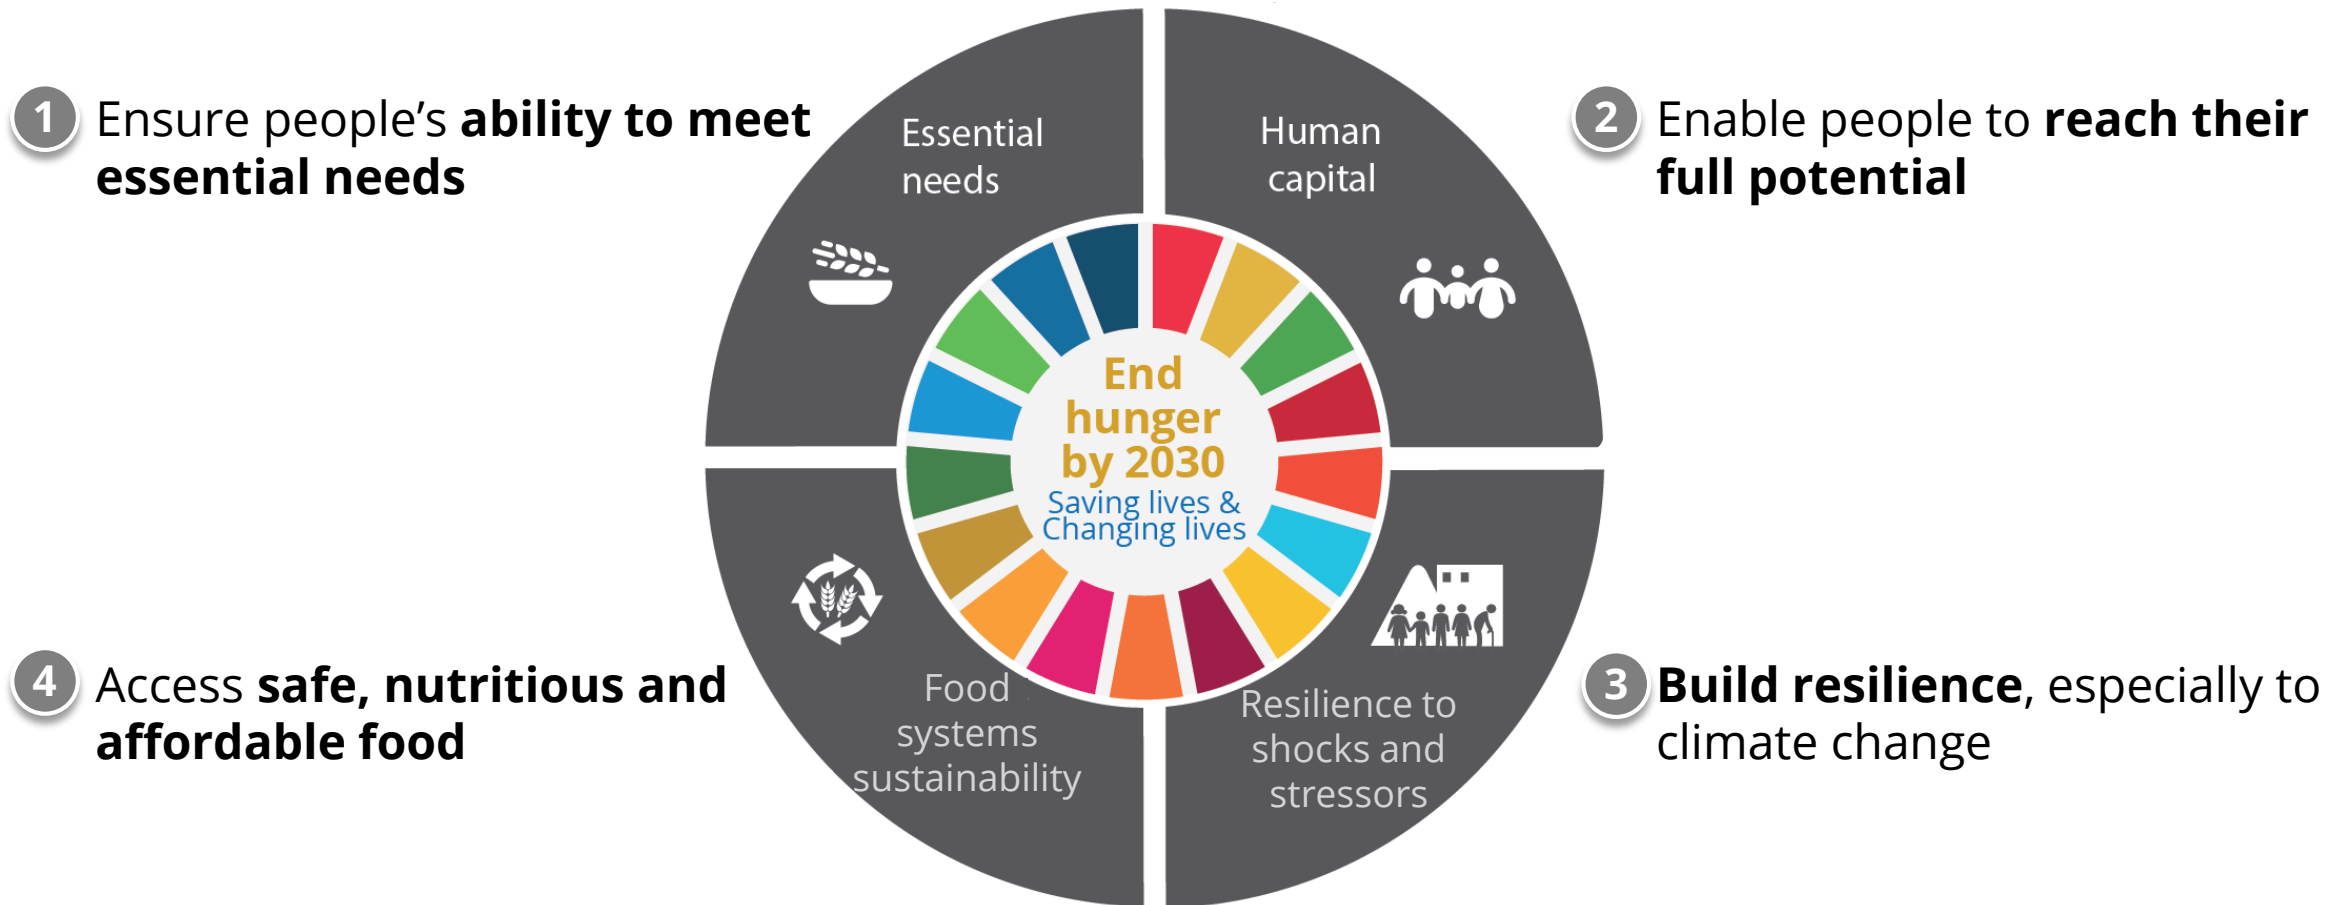 1
Ensure people’s ability to meet
essential needs
Essential
needs
Human
capital
2
Enable people to reach their
full potential
End
hunger
by 2030
Saving lives &
Changing lives
4
Access safe, nutritious and
affordable food
Food
systems
sustainability
Resilience to
shocks and
stressors
3
Build resilience, especially to
climate change